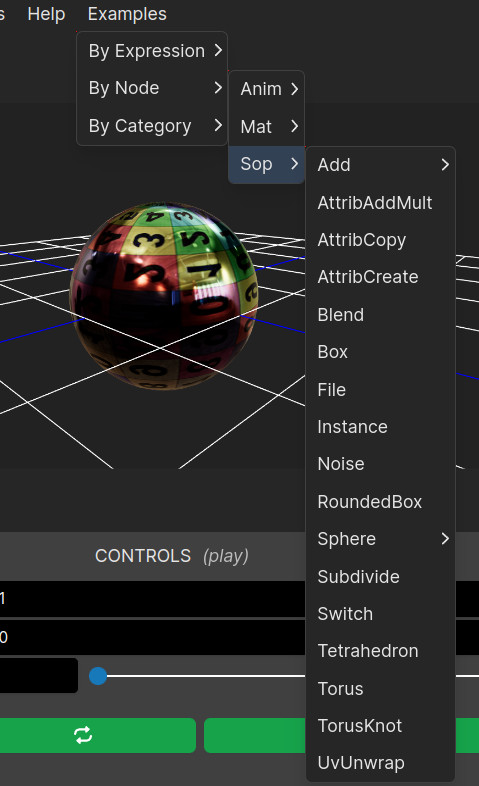 s Help Examples
By Expression
By Node
By Category
Anim
Mat
Sop
Add
AttribAddMult
AttribCopy
AttribCreate
Blend
Box
File
Instance
Noise
RoundedBox
Sphere
Subdivide
Switch
Tetrahedron
Torus
TorusKnot
UvUnwrap
CONTROLS (play)
1
0